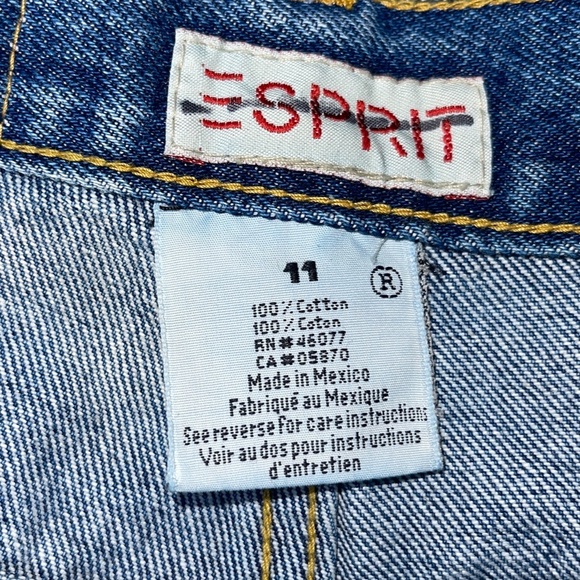 ESPRIT
11
®
100% Cotton
100% Coton
RN#46077
CA#05870
Made in Mexico
Fabriqué au Mexique
See reverse for care instructions
Voir au dos pour instructions
d'entretien